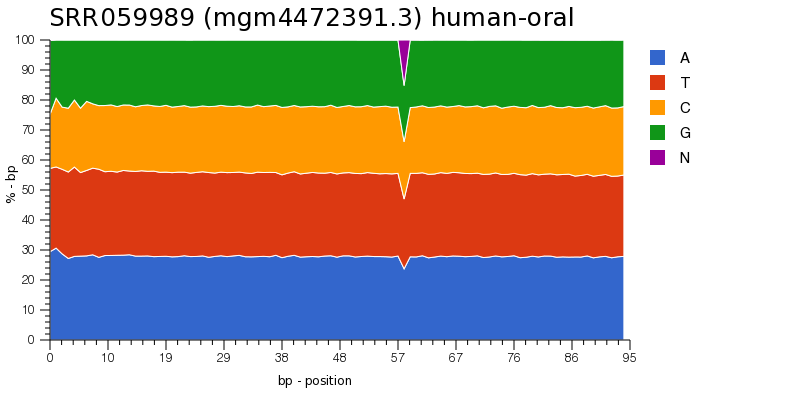 SRR059989 (mgm4472391.3) human-oral
100
90
80
70
60
50
40
30
20
10
0
% - bp
0 10 19 29 38 48 57 67 76 86 95
bp - position
A
T
C
G
N